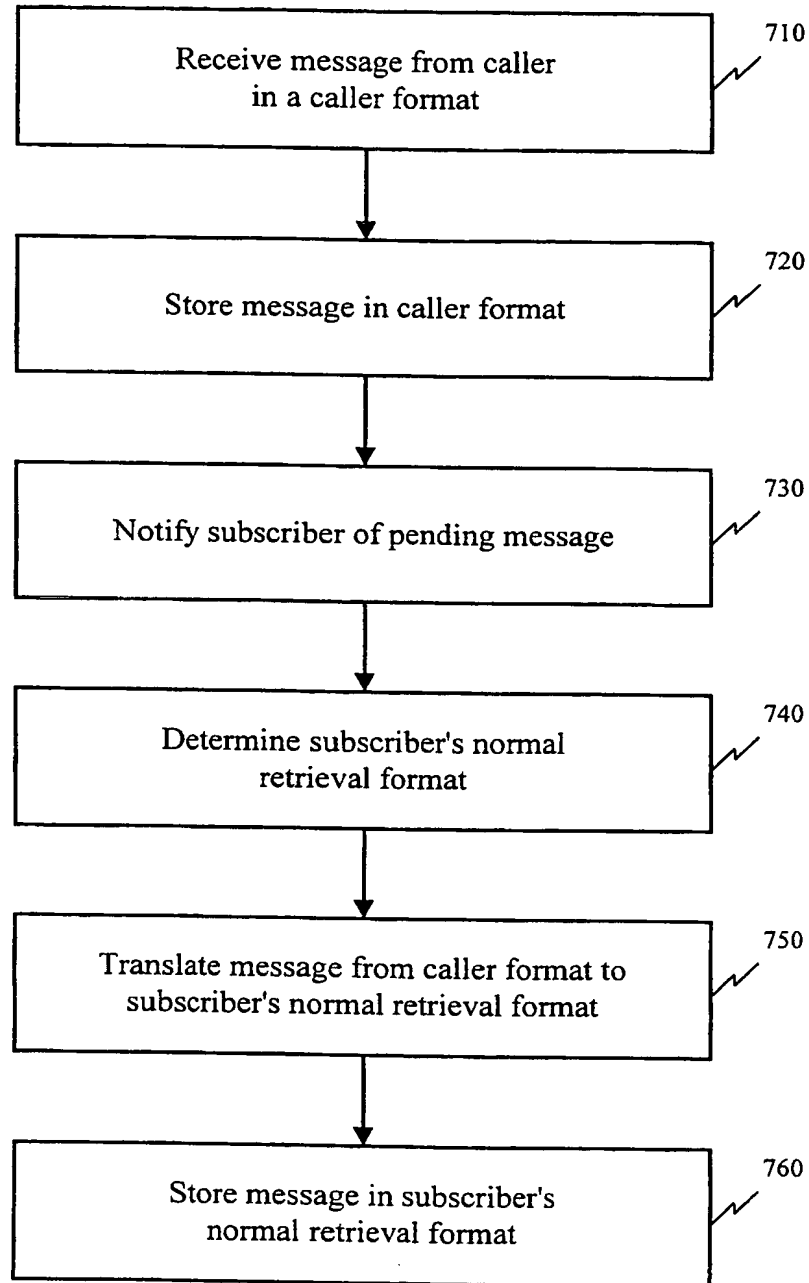 710
Receive message from caller
in a caller format
720
Store message in caller format
730
Notify subscriber of pending message
740
Determine subscriber's normal
retrieval format
750
Translate message from caller format to
subscriber's normal retrieval format
760
Store message in subscriber's
normal retrieval format